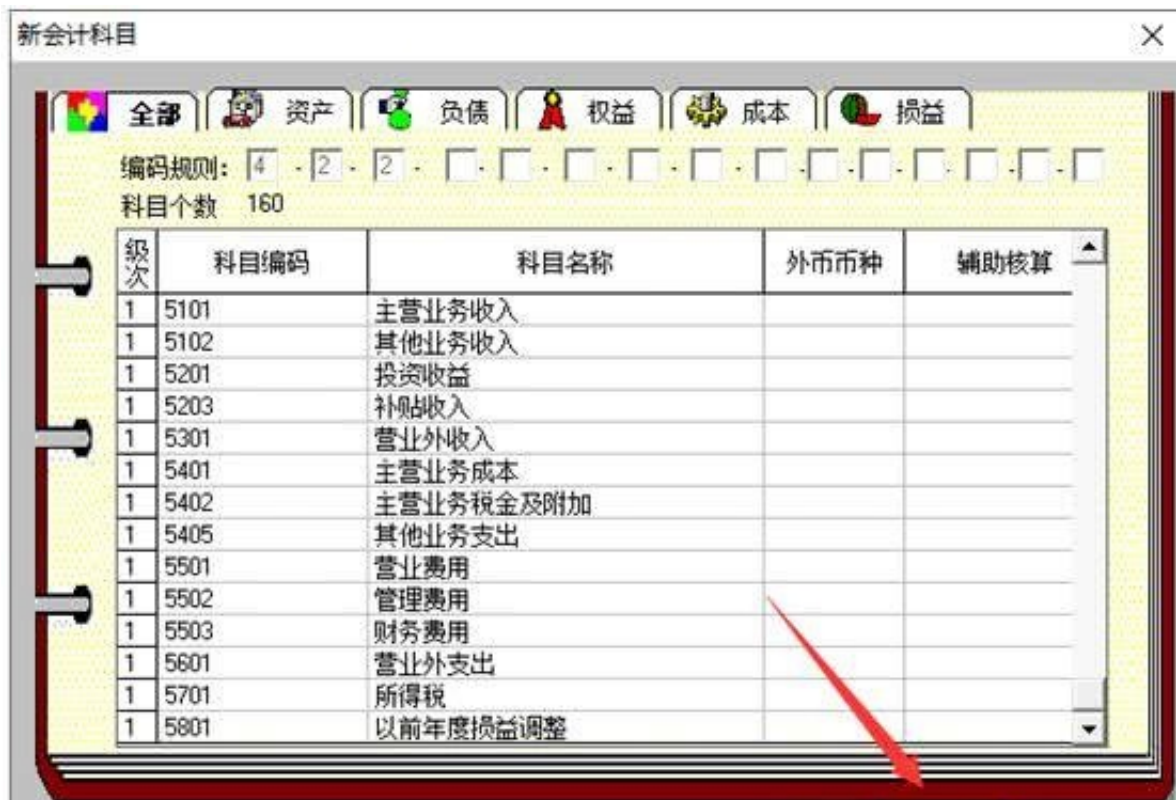 新会计科目
全部 资产 负债 权益 成本 损益
编码规则： 4 - 2 - 2 - - - - - - - - - - -
科目个数 160
级次 科目编码 科目名称 外币币种 辅助核算
1 5101 主营业务收入
1 5102 其他业务收入
1 5201 投资收益
1 5203 补贴收入
1 5301 营业外收入
1 5401 主营业务成本
1 5402 主营业务税金及附加
1 5405 其他业务支出
1 5501 营业费用
1 5502 管理费用
1 5503 财务费用
1 5601 营业外支出
1 5701 所得税
1 5801 以前年度损益调整